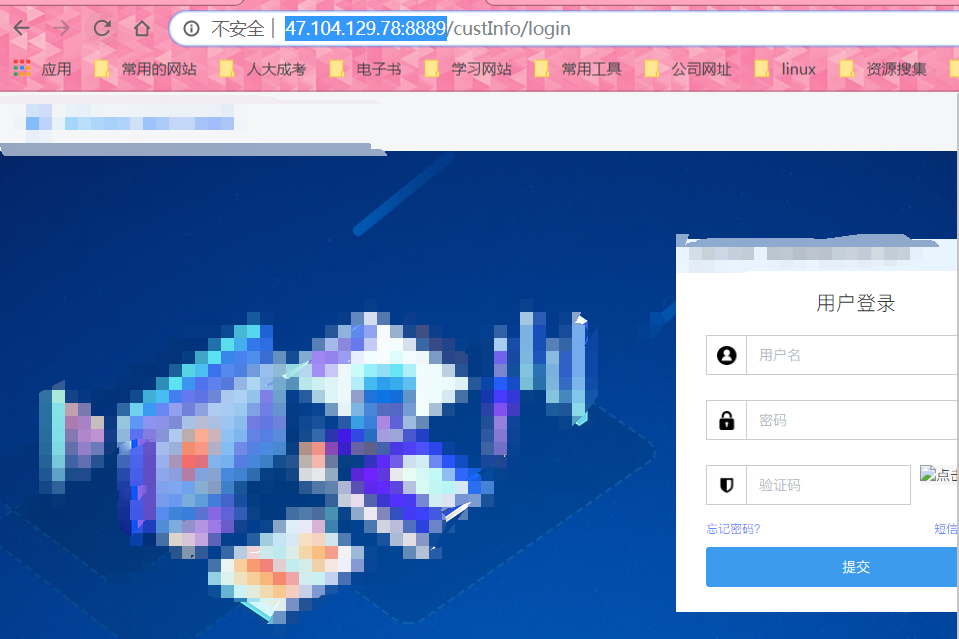 不安全 | 47.104.129.78:8889/custInfo/login
应用 常用的网站 人大成考 电子书 学习网站 常用工具 公司网址 linux 资源搜集
用户登录
用户名
密码
验证码 点击
忘记密码? 短信
提交